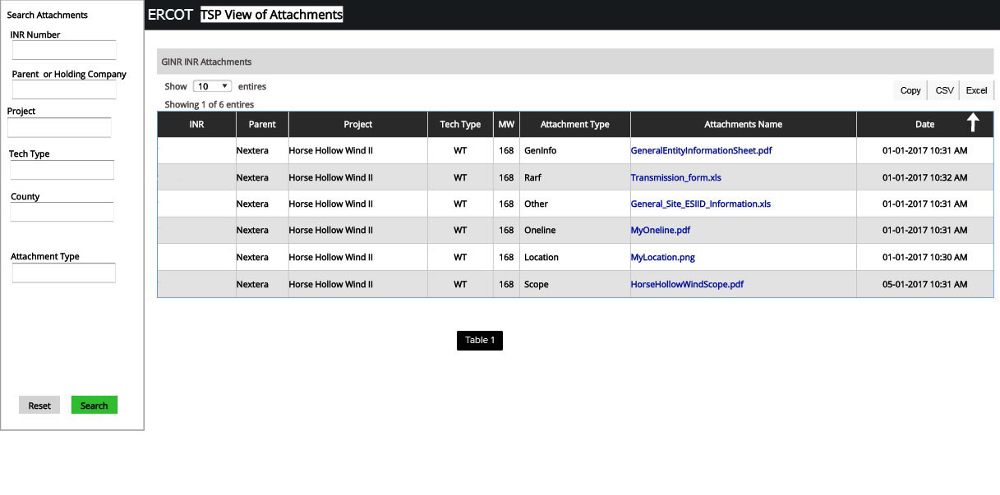 Search Attachments
INR Number
Parent or Holding Company
Project
Tech Type
County
Attachment Type
Reset Search
ERCOT TSP View of Attachments
GINR INR Attachments
Show 10 entires
Copy CSV Excel
Showing 1 of 6 entires
INR Parent Project Tech Type MW Attachment Type Attachments Name Date
Nextera Horse Hollow Wind II WT 168 GenInfo GeneralEntityInformationSheet.pdf 01-01-2017 10:31 AM
Nextera Horse Hollow Wind II WT 168 Rarf Transmission_form.xls 01-01-2017 10:32 AM
Nextera Horse Hollow Wind II WT 168 Other General_Site_ESIID_Information.xls 01-01-2017 10:31 AM
Nextera Horse Hollow Wind II WT 168 Oneline MyOneline.pdf 01-01-2017 10:31 AM
Nextera Horse Hollow Wind II WT 168 Location MyLocation.png 01-01-2017 10:30 AM
Nextera Horse Hollow Wind II WT 168 Scope HorseHollowWindScope.pdf 05-01-2017 10:31 AM
Table 1